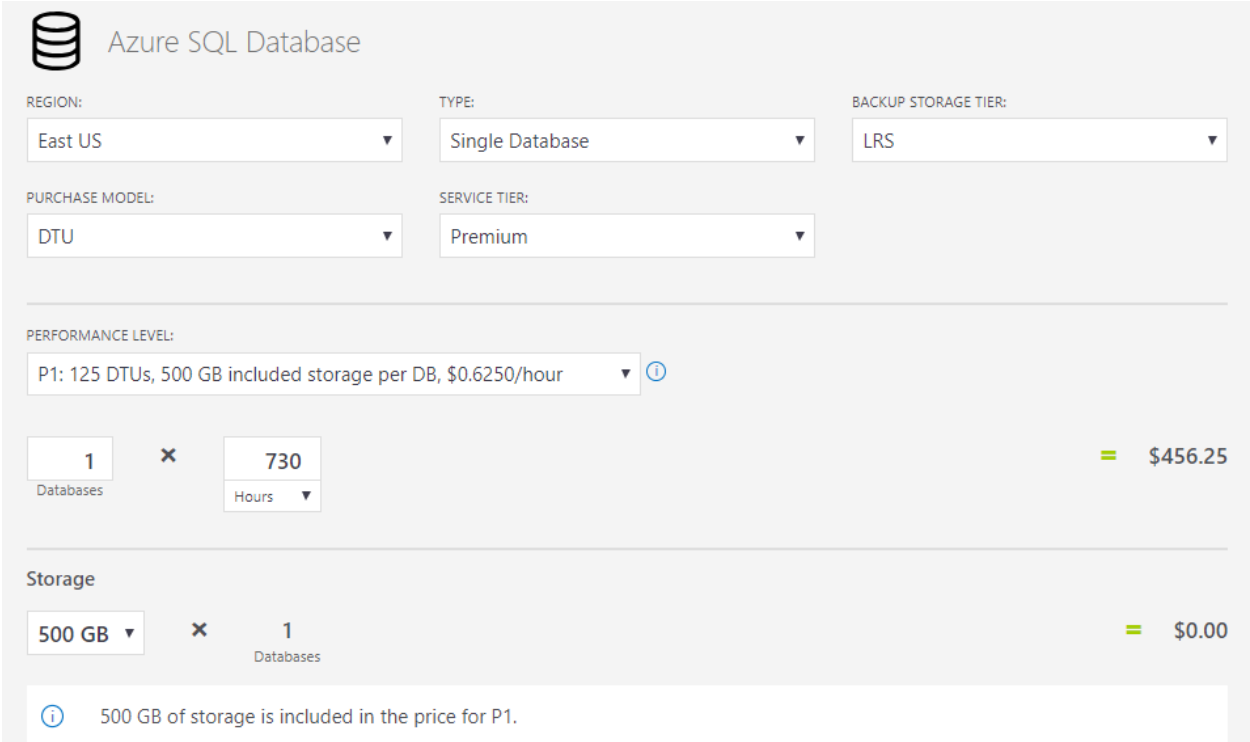 Azure SQL Database
REGION: TYPE: BACKUP STORAGE TIER:
East US Single Database LRS
PURCHASE MODEL: SERVICE TIER:
DTU Premium
PERFORMANCE LEVEL:
P1: 125 DTUs, 500 GB included storage per DB, $0.6250/hour
1 × 730 = $456.25
Databases Hours
Storage
500 GB × 1 = $0.00
Databases
500 GB of storage is included in the price for P1.